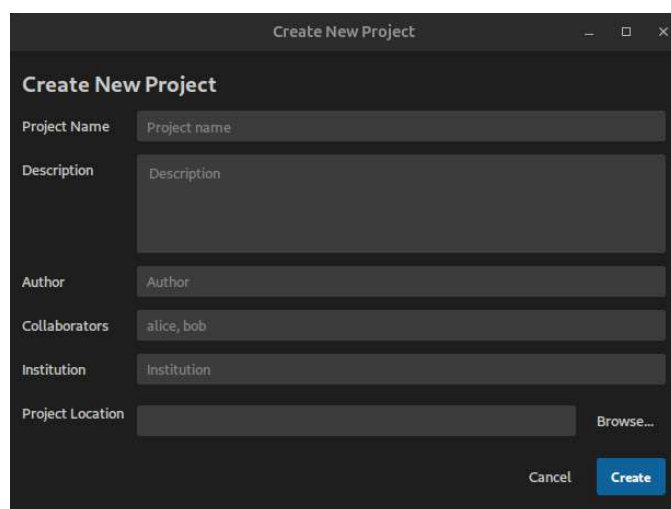 Create New Project
Create New Project
Project Name
Project name
Description
Description
Author
Author
Collaborators
alice, bob
Institution
Institution
Project Location
Browse...
Cancel
Create